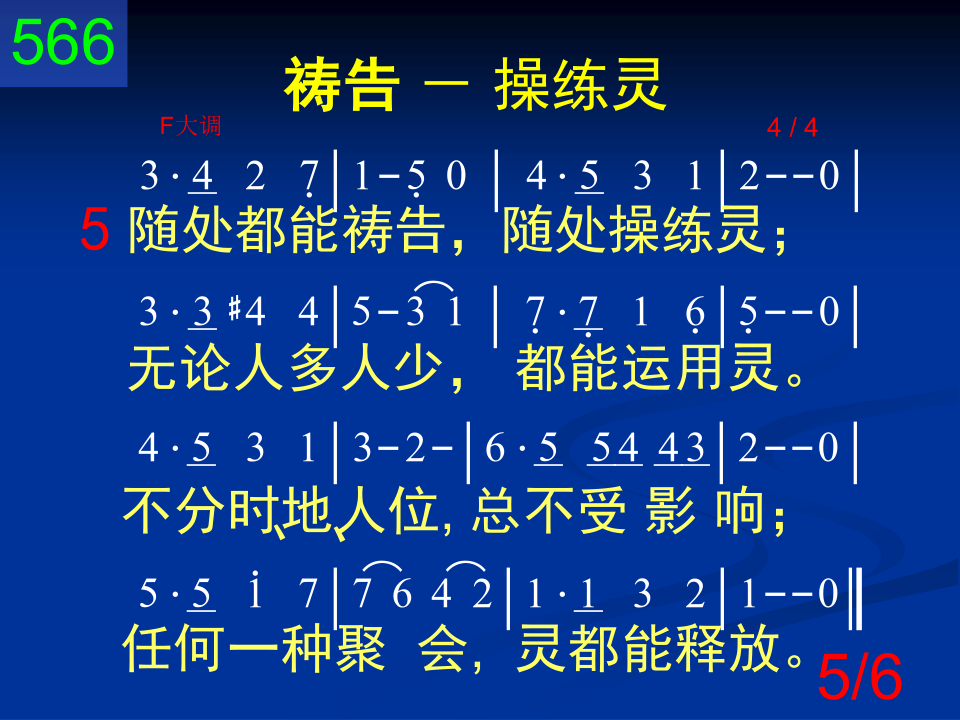 566
祷告 － 操练灵
F大调 4 / 4
3 · 4 2 7̣ | 1 − 5̣ 0 | 4 · 5 3 1 | 2 − − 0 |
5 随处都能祷告，随处操练灵；
3 · 3 ♯4 4 | 5 − 3 1 | 7̣ · 7̣ 1 6̣ | 5̣ − − 0 |
无论人多人少， 都能运用灵。
4 · 5 3 1 | 3 − 2 − | 6 · 5 5 4 4 3 | 2 − − 0 |
不分时、地、人位, 总不受 影 响；
5 · 5 1̇ 7 | 7 6 4 2 | 1 · 1 3 2 | 1 − − 0 ‖
任何一种聚 会, 灵都能释放。
5/6